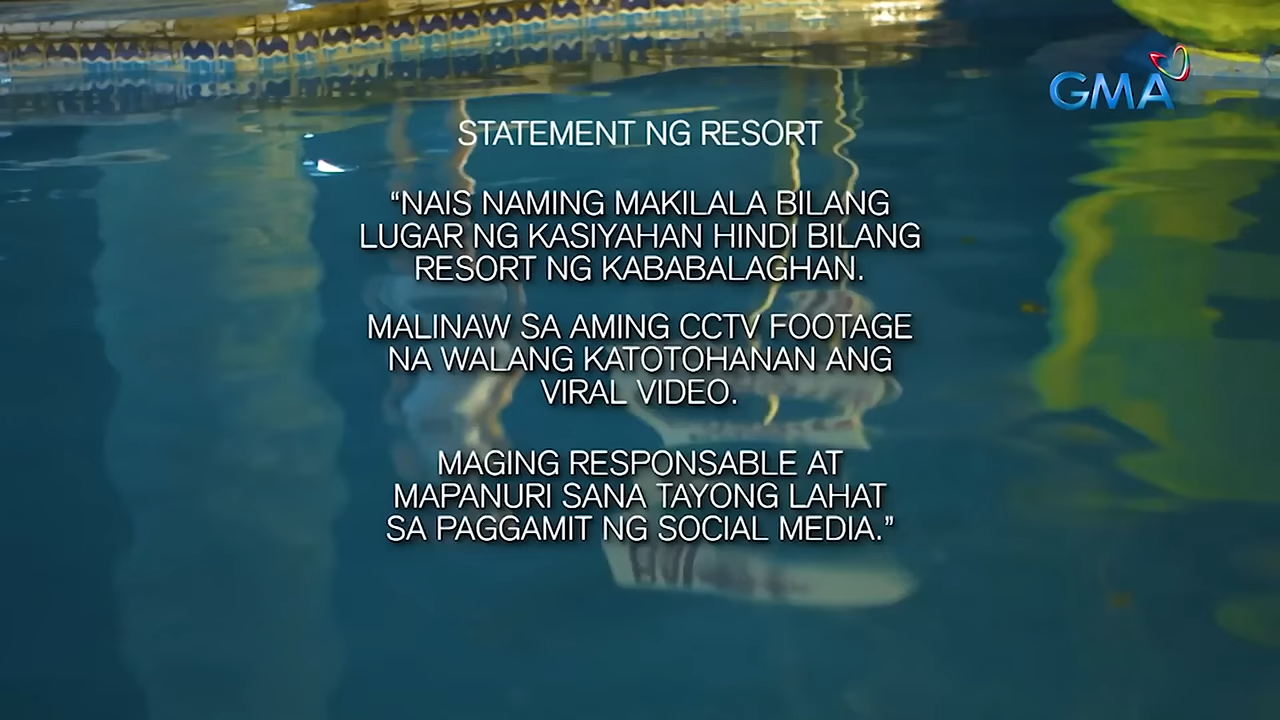 GMA
STATEMENT NG RESORT
“NAIS NAMING MAKILALA BILANG
LUGAR NG KASIYAHAN HINDI BILANG
RESORT NG KABABALAGHAN.
MALINAW SA AMING CCTV FOOTAGE
NA WALANG KATOTOHANAN ANG
VIRAL VIDEO.
MAGING RESPONSABLE AT
MAPANURI SANA TAYONG LAHAT
SA PAGGAMIT NG SOCIAL MEDIA.”